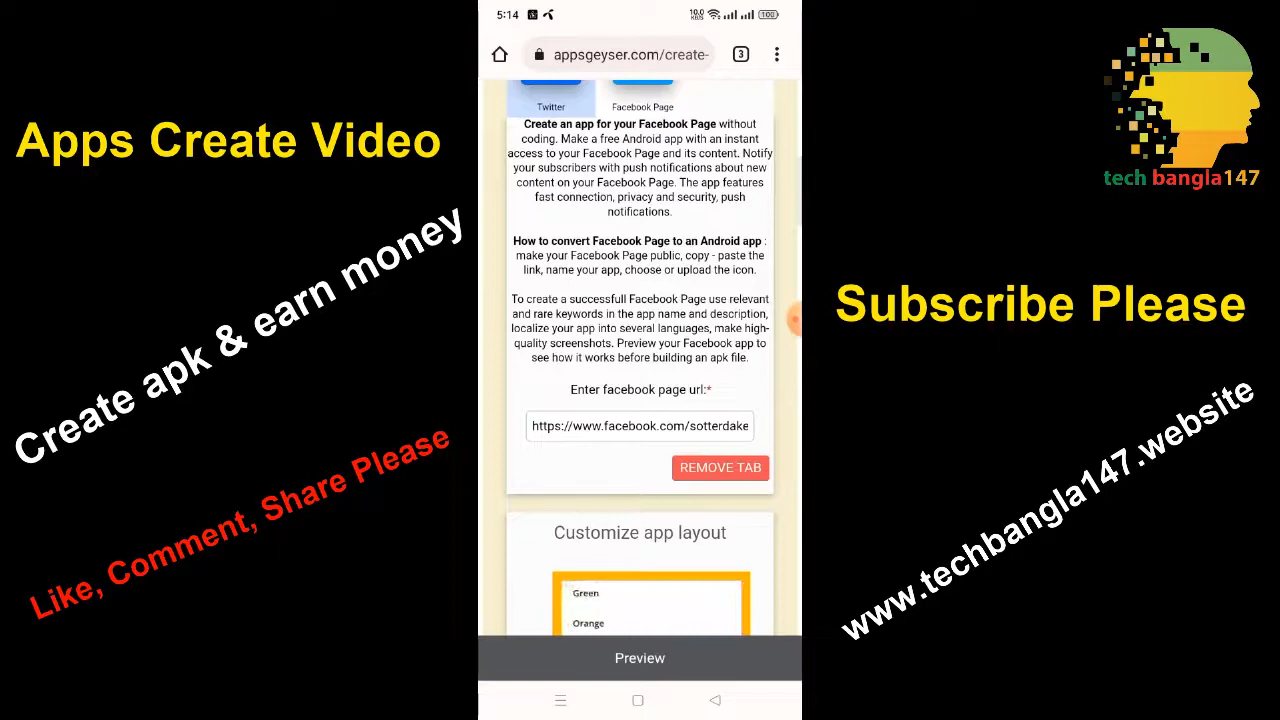 5:14
10.0
KB/S
100
appsgeyser.com/create-
3
Twitter
Facebook Page
Create an app for your Facebook Page without
coding. Make a free Android app with an instant
access to your Facebook Page and its content. Notify
your subscribers with push notifications about new
content on your Facebook Page. The app features
fast connection, privacy and security, push
notifications.
How to convert Facebook Page to an Android app :
make your Facebook Page public, copy - paste the
link, name your app, choose or upload the icon.
To create a successfull Facebook Page use relevant
and rare keywords in the app name and description,
localize your app into several languages, make high-
quality screenshots. Preview your Facebook app to
see how it works before building an apk file.
Enter facebook page url:*
https://www.facebook.com/sotterdake
REMOVE TAB
Customize app layout
Green
Orange
Preview
Apps Create Video
Create apk & earn money
Like, Comment, Share Please
tech bangla147
Subscribe Please
www.techbangla147.website